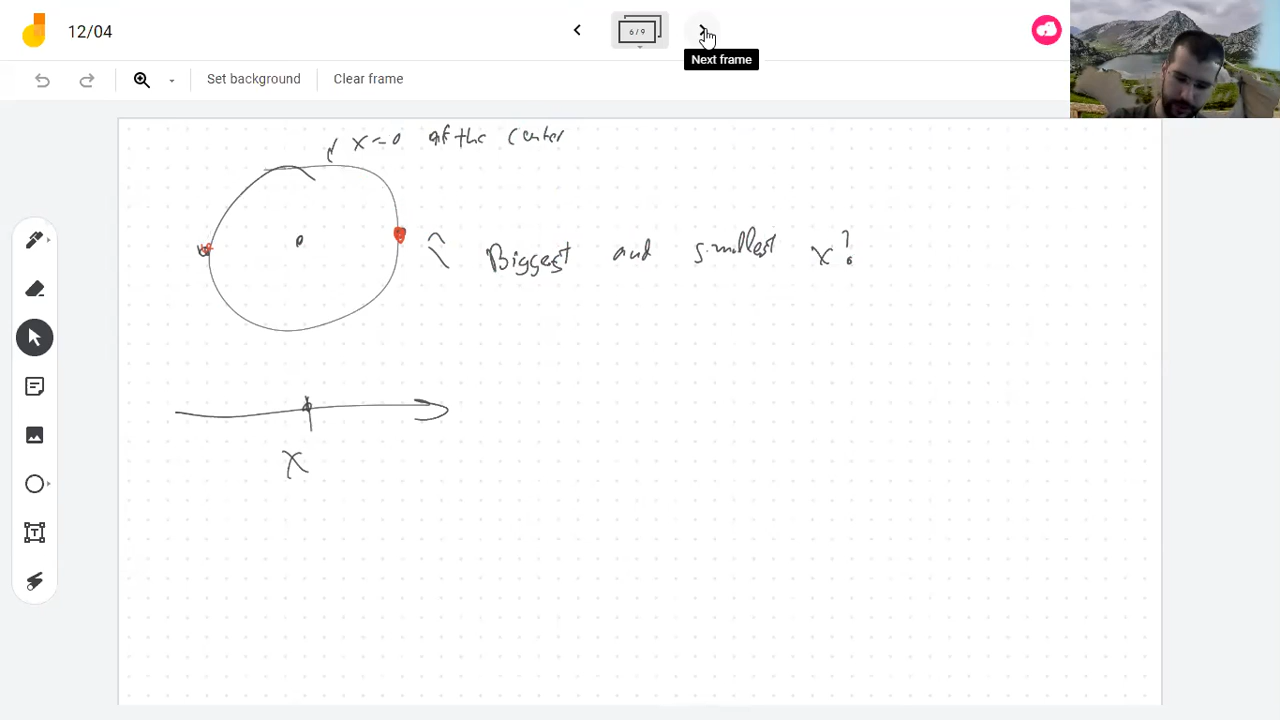 12/04
6 / 9
Next frame
Set background
Clear frame
x=0 at the center
Biggest and smallest x?
x